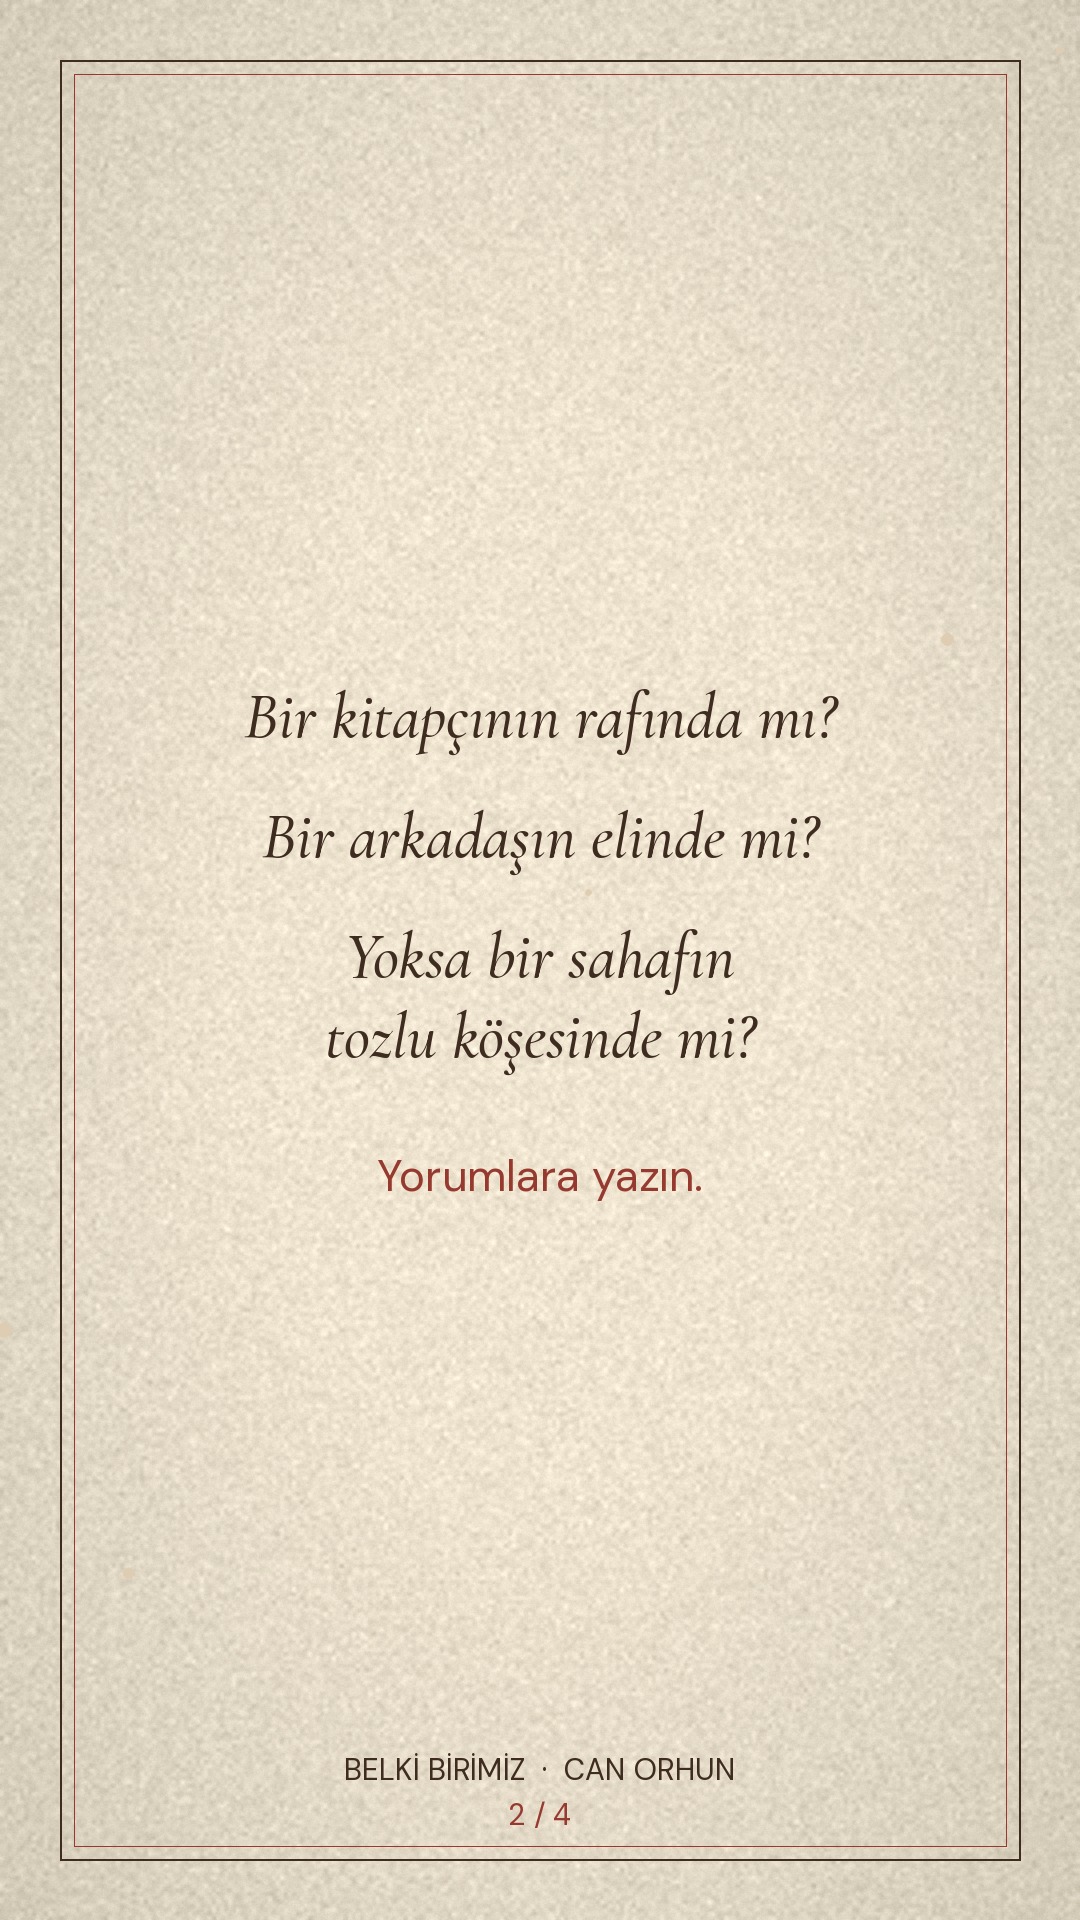 Bir kitapçının rafında mı?
Bir arkadaşın elinde mi?
Yoksa bir sahafın
tozlu köşesinde mi?
Yorumlara yazın.
BELKİ BİRİMİZ · CAN ORHUN
2 / 4